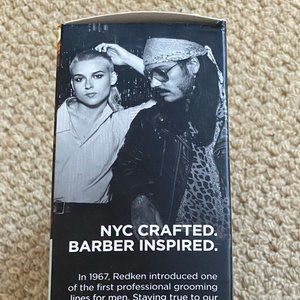 NYC CRAFTED.
BARBER INSPIRED.
In 1967, Redken introduced one
of the first professional grooming
lines for men. Staying true to our